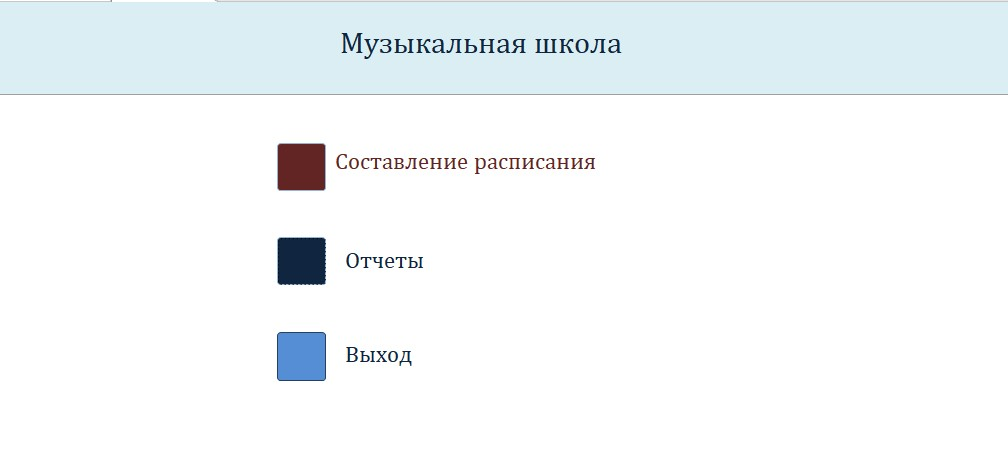 Музыкальная школа
Составление расписания
Отчеты
Выход